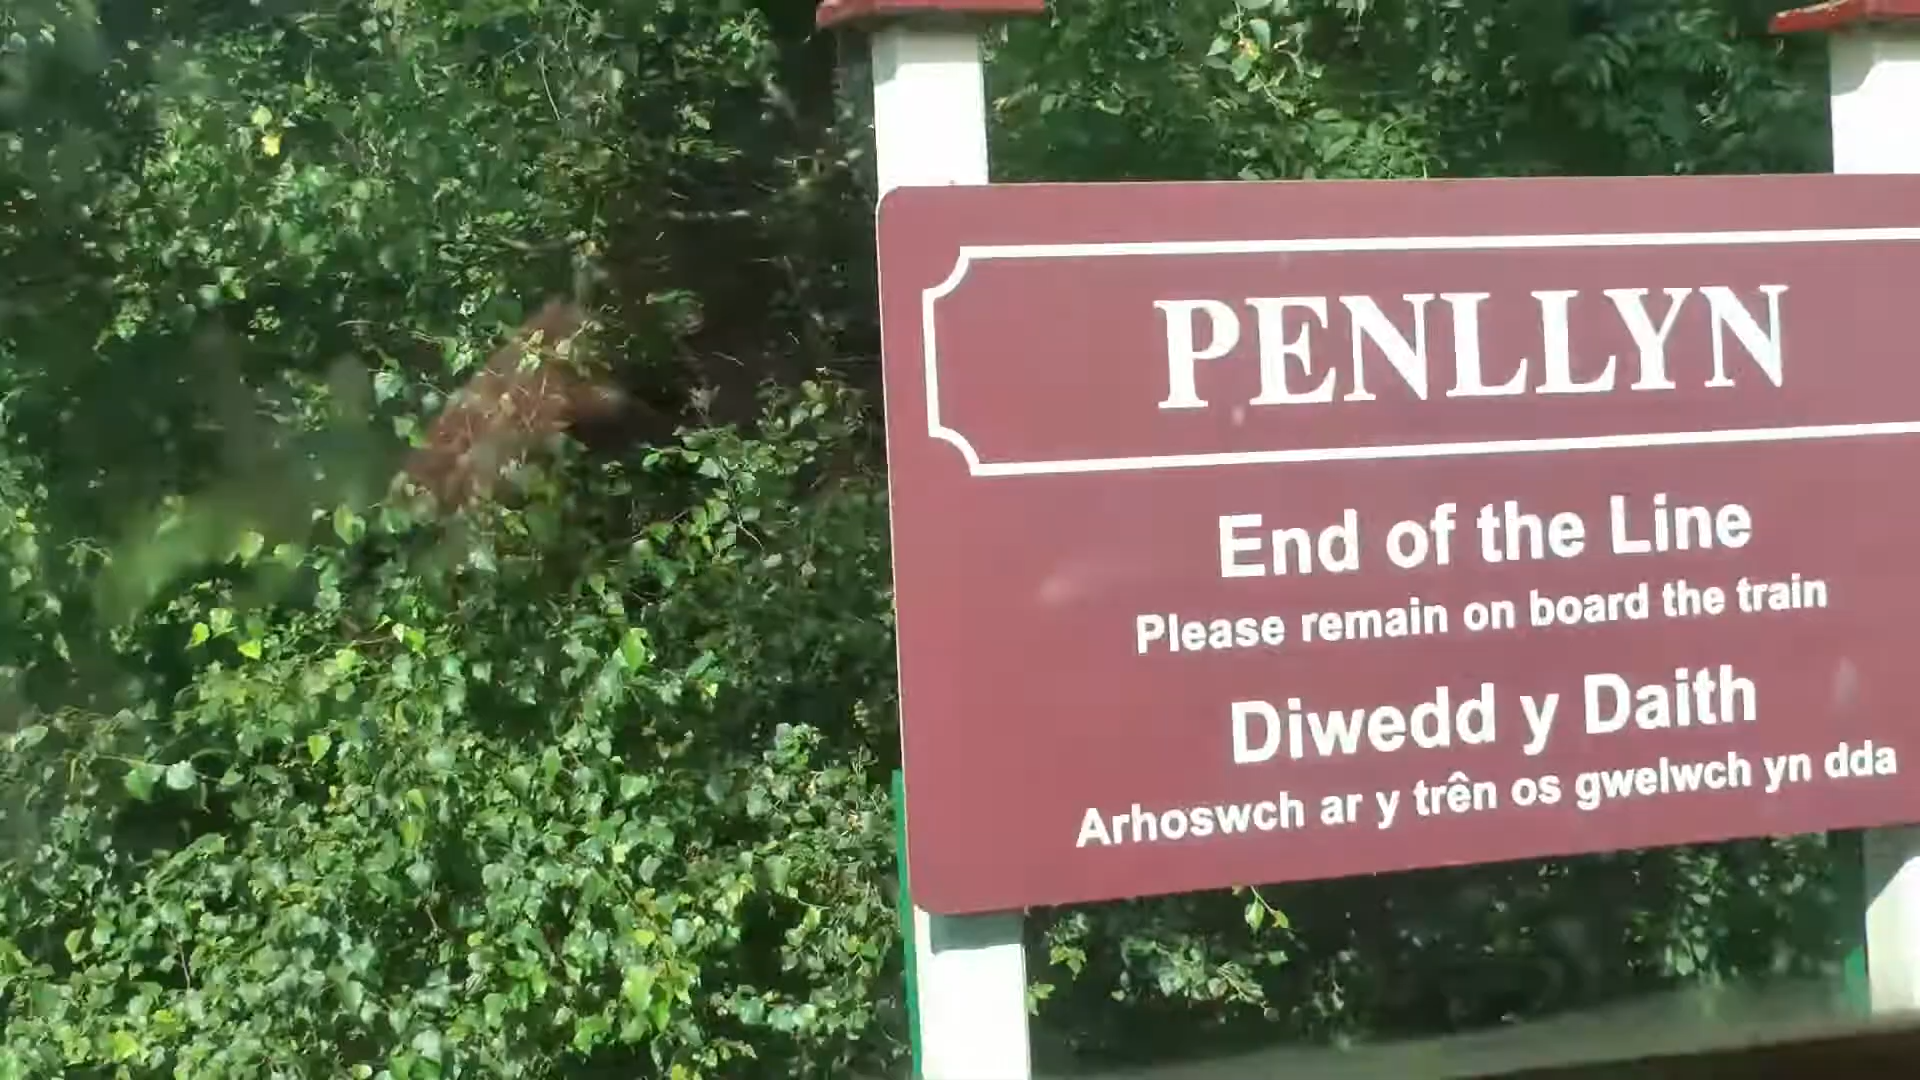 PENLLYN
End of the Line
Please remain on board the train
Diwedd y Daith
Arhoswch ar y trên os gwelwch yn dda